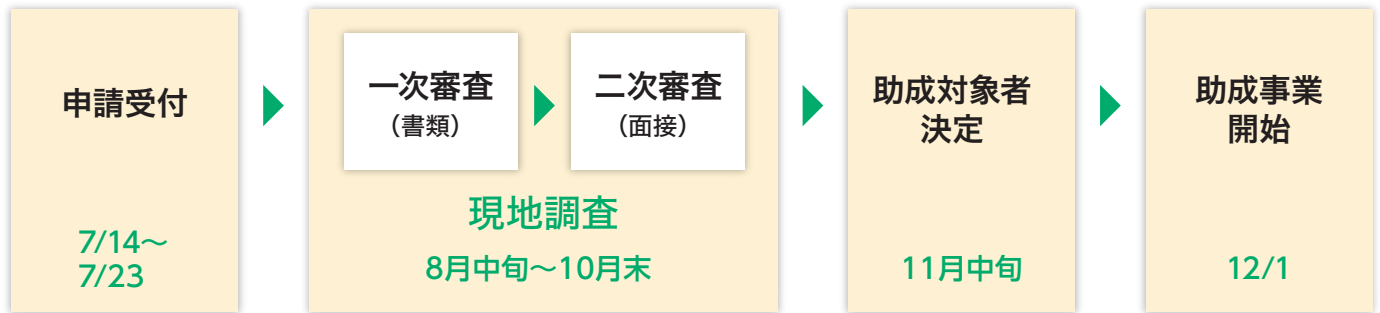 申請受付
7/14～
7/23
一次審査
（書類）
二次審査
（面接）
現地調査
8月中旬～10月末
助成対象者
決定
11月中旬
助成事業
開始
12/1